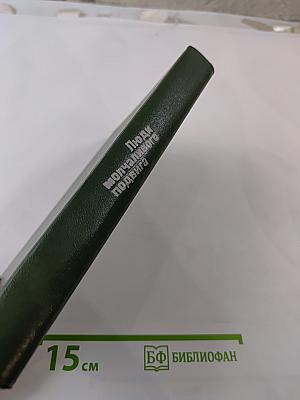 Люди
молчаливого
подвига
15 см
БФ БИБЛИОФАН